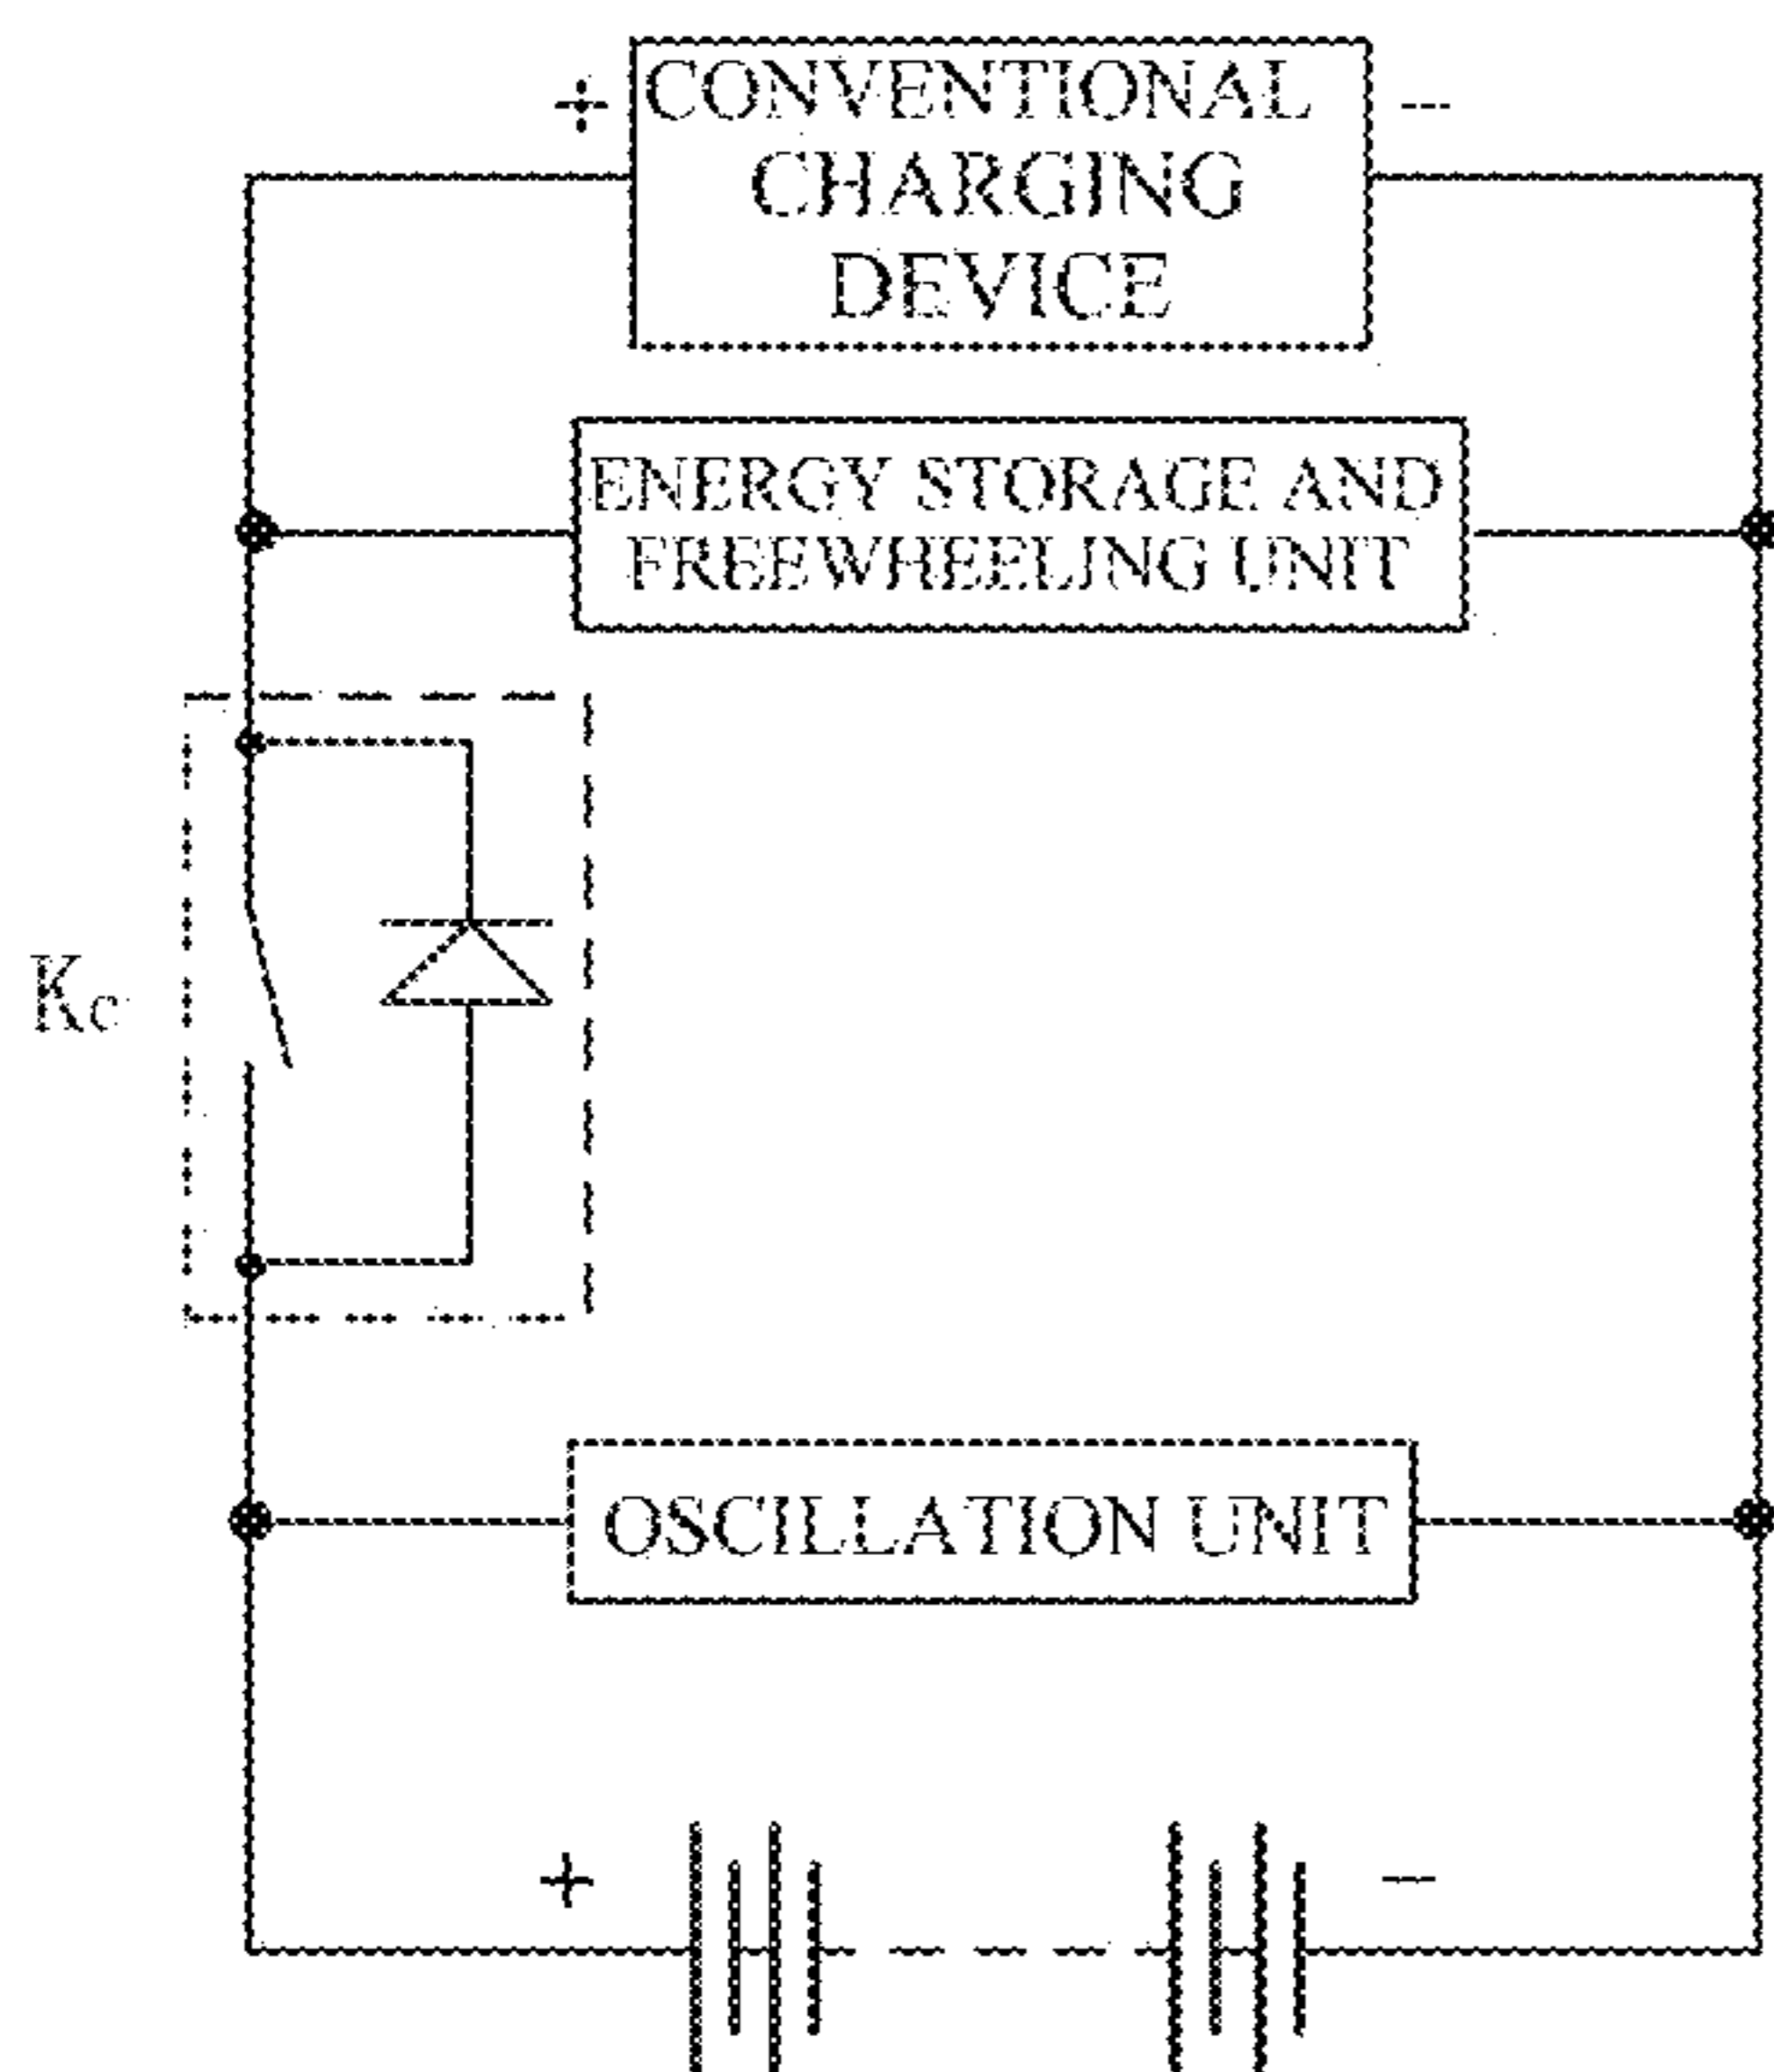 + CONVENTIONAL −
CHARGING
DEVICE
ENERGY STORAGE AND
FREEWHEELING UNIT
Kc
OSCILLATION UNIT
+ −